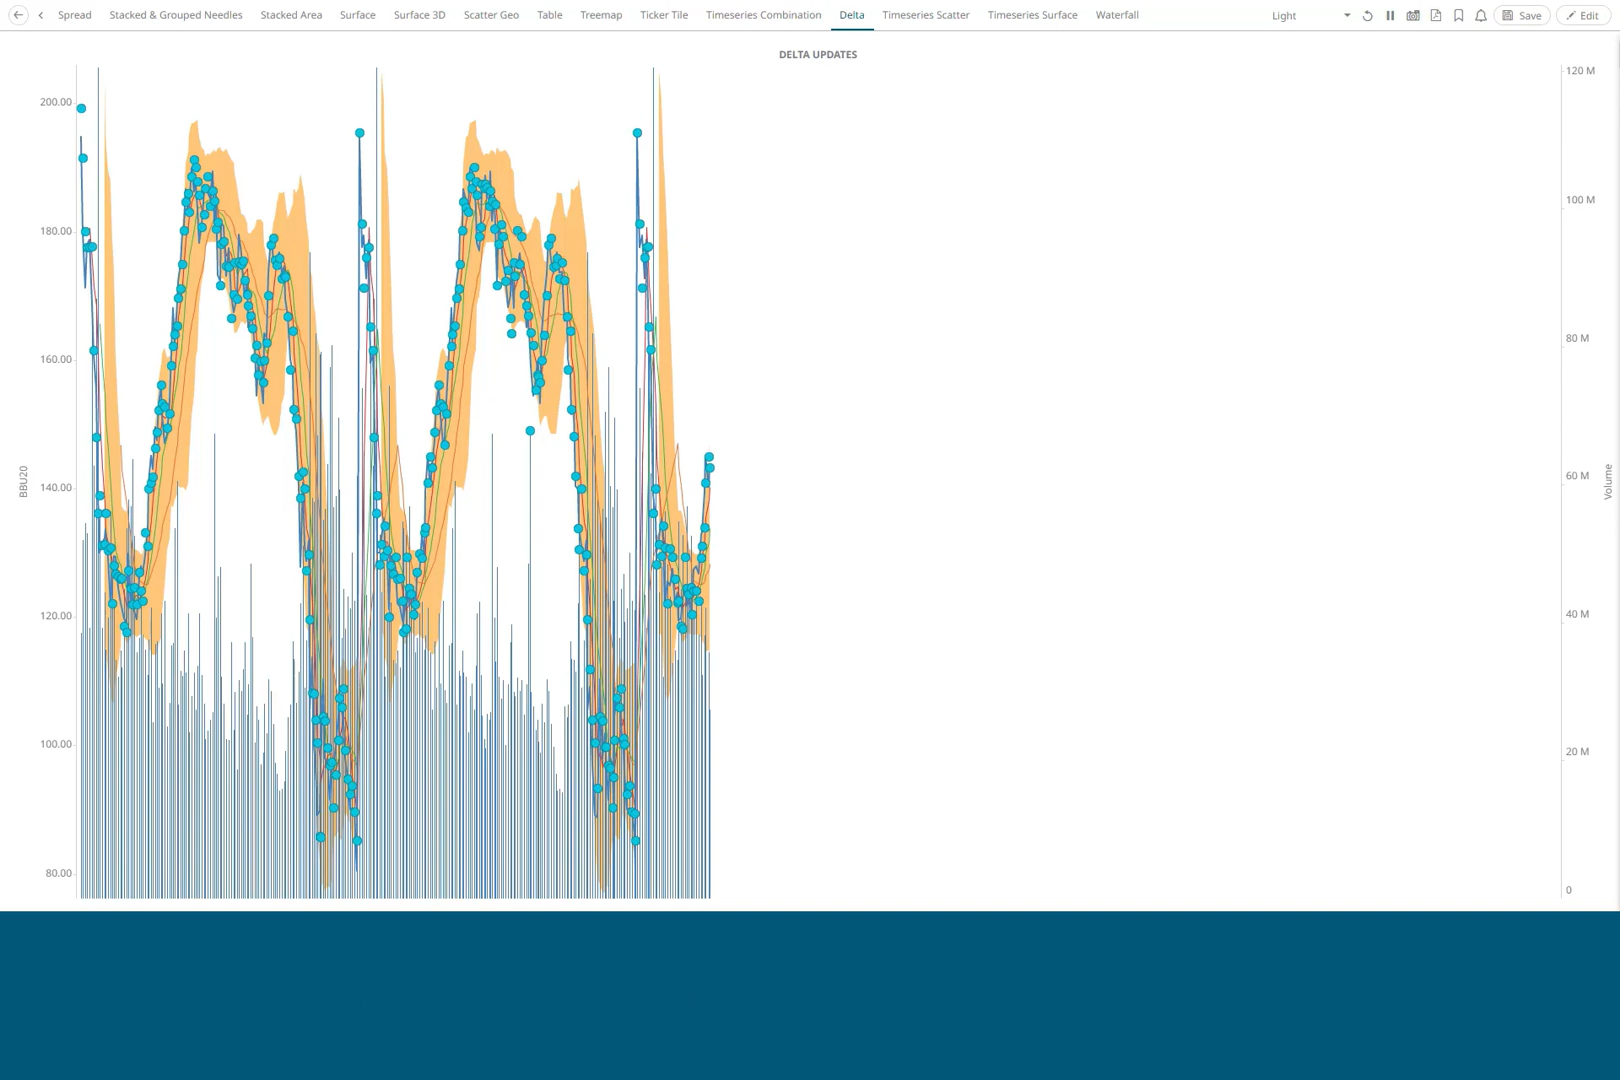 Spread Stacked & Grouped Needles Stacked Area Surface Surface 3D Scatter Geo Table Treemap Ticker Tile Timeseries Combination Delta Timeseries Scatter Timeseries Surface Waterfall Light Save Edit
DELTA UPDATES
200.00
180.00
160.00
140.00
120.00
100.00
80.00
BBU20
120 M
100 M
80 M
60 M
40 M
20 M
0
Volume